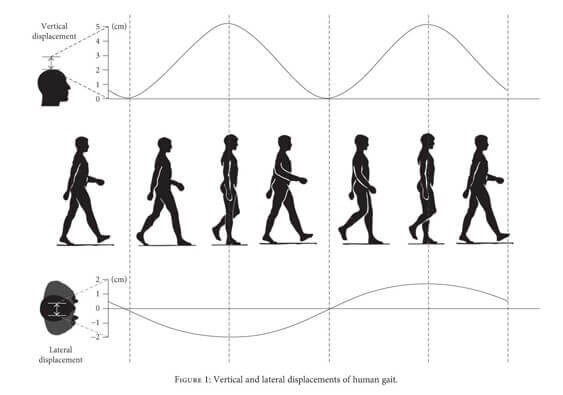 Vertical
displacement
5 (cm)
4
3
2
1
0
2 (cm)
1
0
−1
−2
Lateral
displacement
FIGURE 1: Vertical and lateral displacements of human gait.